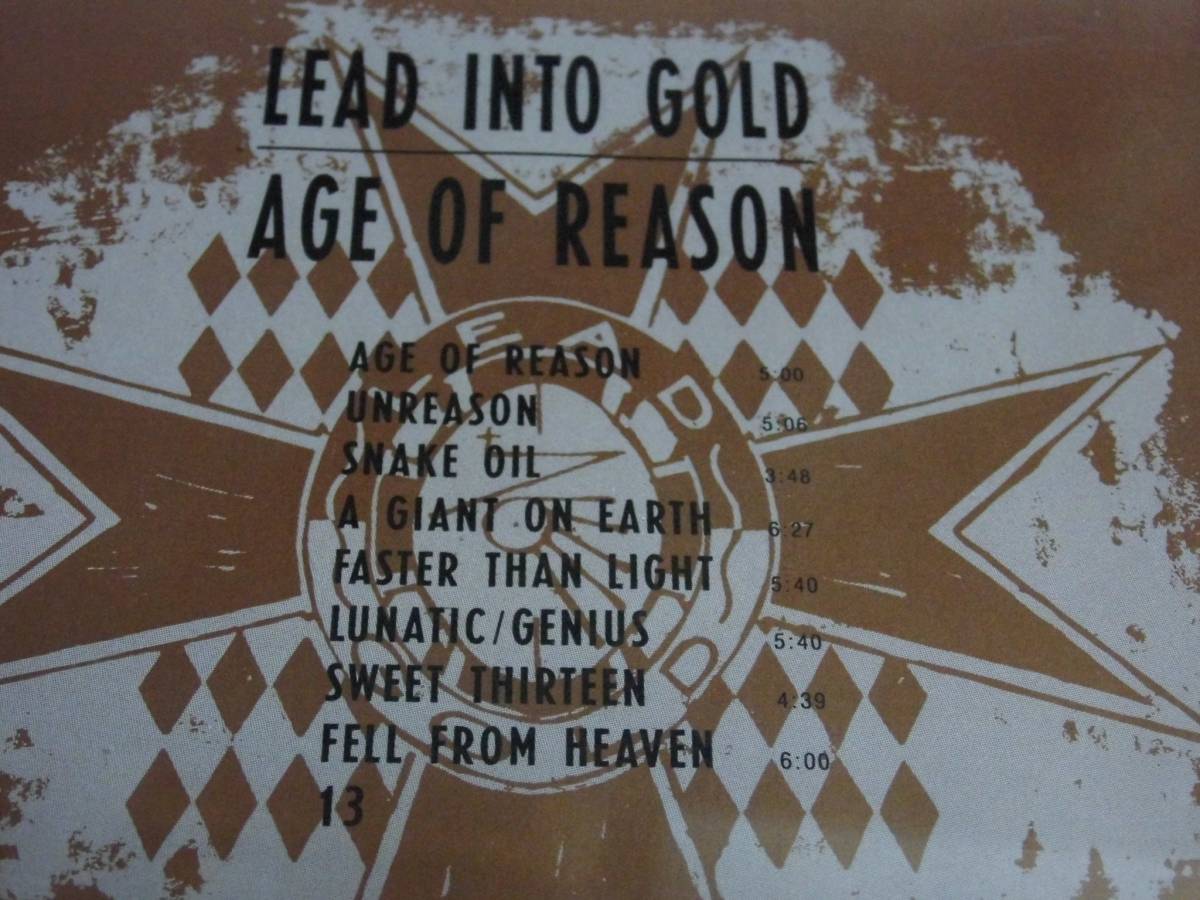 LEAD INTO GOLD
AGE OF REASON
AGE OF REASON 5:00
UNREASON 5:06
SNAKE OIL 3:48
A GIANT ON EARTH 6:27
FASTER THAN LIGHT 5:40
LUNATIC/GENIUS 5:40
SWEET THIRTEEN 4:39
FELL FROM HEAVEN 6:00
13